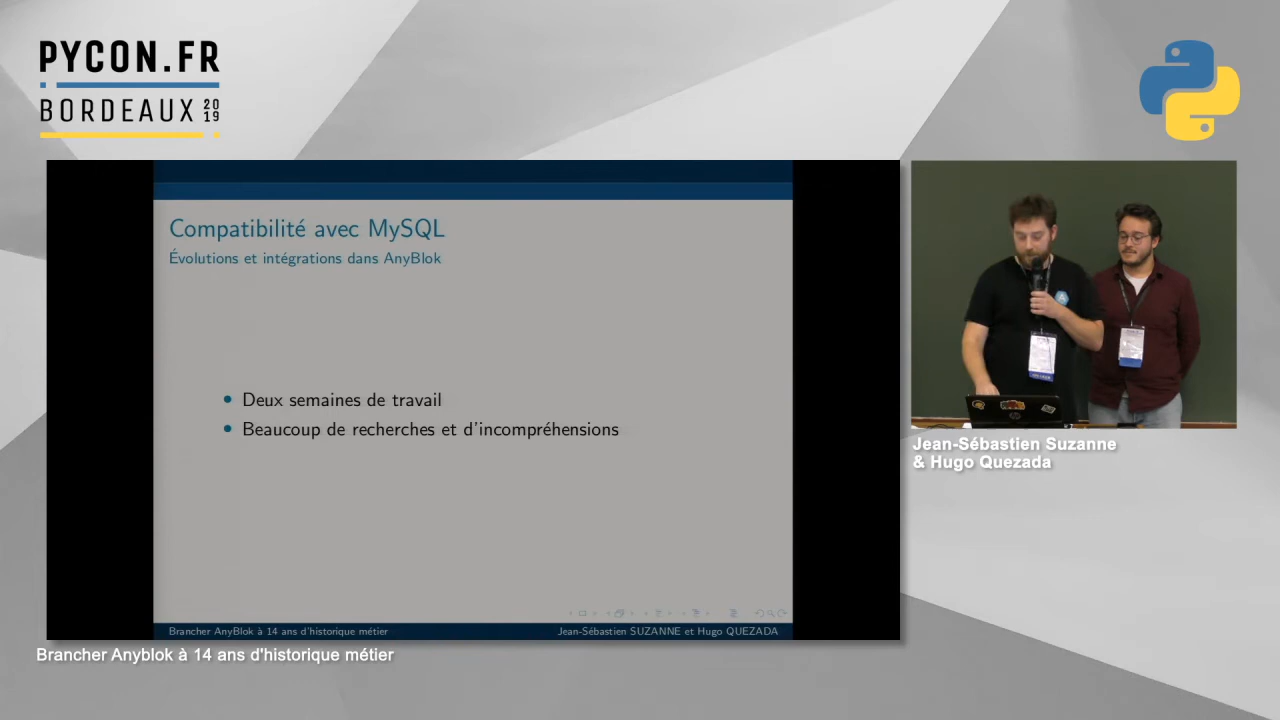 PYCON.FR
BORDEAUX 2019
Compatibilité avec MySQL
Évolutions et intégrations dans AnyBlok
Deux semaines de travail
Beaucoup de recherches et d'incompréhensions
Brancher AnyBlok à 14 ans d'historique métier
Jean-Sébastien SUZANNE et Hugo QUEZADA
Jean-Sébastien Suzanne
& Hugo Quezada
Brancher Anyblok à 14 ans d'historique métier